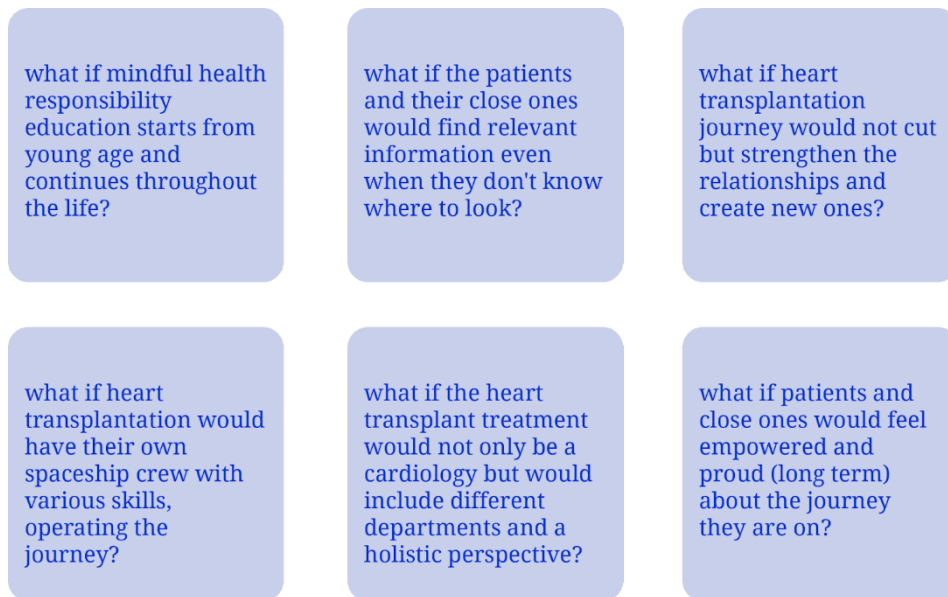 what if mindful health
responsibility
education starts from
young age and
continues throughout
the life?
what if the patients
and their close ones
would find relevant
information even
when they don't know
where to look?
what if heart
transplantation
journey would not cut
but strengthen the
relationships and
create new ones?
what if heart
transplantation would
have their own
spaceship crew with
various skills,
operating the
journey?
what if the heart
transplant treatment
would not only be a
cardiology but would
include different
departments and a
holistic perspective?
what if patients and
close ones would feel
empowered and
proud (long term)
about the journey
they are on?